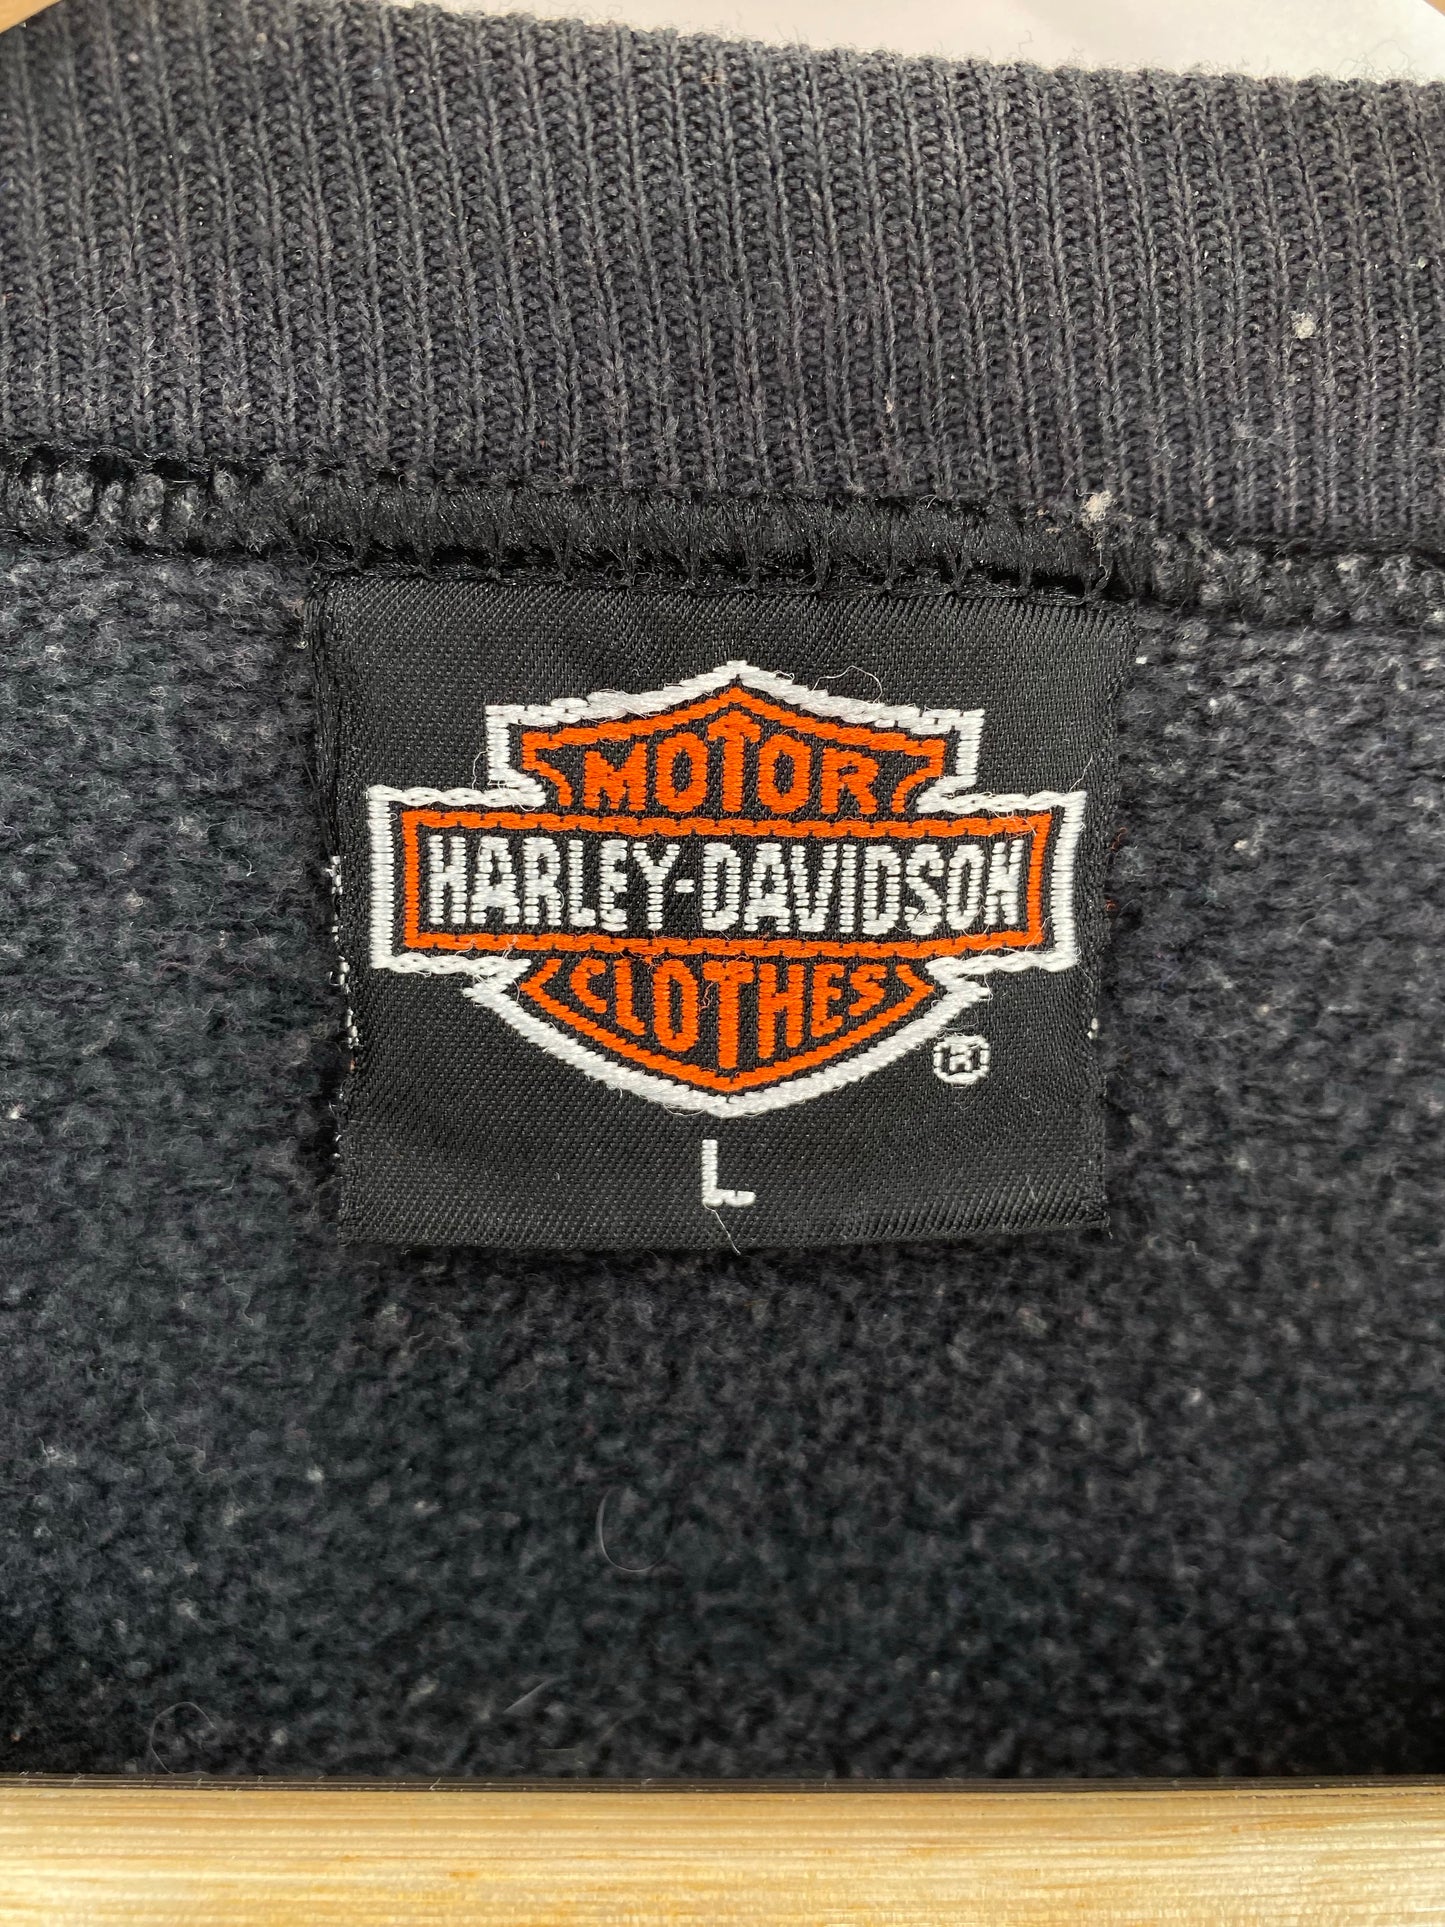 MOTOR
HARLEY-DAVIDSON
CLOTHES
®
L